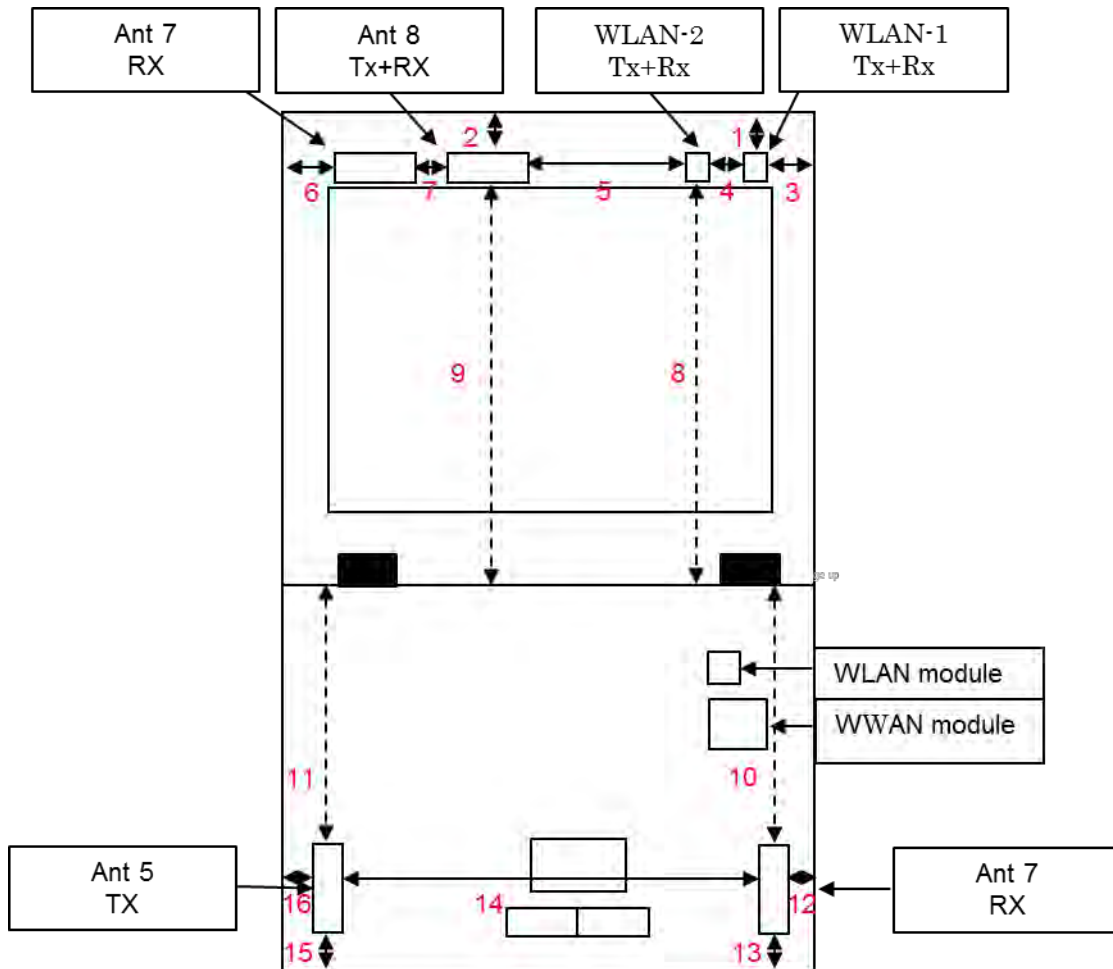 Ant 7
RX
Ant 8
Tx+RX
WLAN-2
Tx+Rx
WLAN-1
Tx+Rx
2
1
6
7
5
4
3
9
8
go up
WLAN module
WWAN module
11
10
Ant 5
TX
16
14
12
Ant 7
RX
15
13